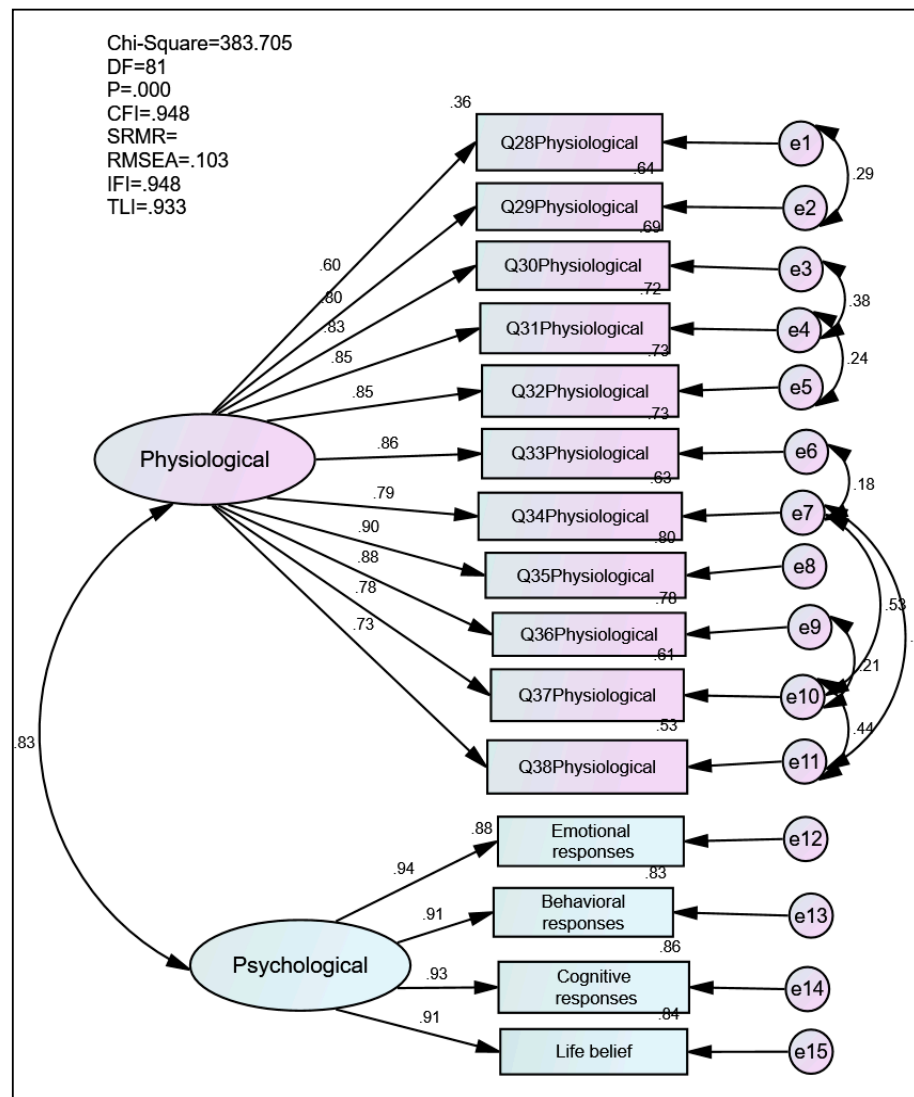 Chi-Square=383.705
DF=81
P=.000
CFI=.948
SRMR=
RMSEA=.103
IFI=.948
TLI=.933
.36
Q28Physiological
e1
.64
.29
Q29Physiological
e2
.69
.60
Q30Physiological
e3
.80
.72
.38
.83
Q31Physiological
e4
.85
.73
.24
.85
Q32Physiological
e5
.73
Physiological
.86
Q33Physiological
e6
.63
.18
.79
Q34Physiological
e7
.80
.90
Q35Physiological
e8
.88
.78
.53
.78
Q36Physiological
e9
.73
.61
.
.21
Q37Physiological
e10
.53
.44
.83
Q38Physiological
e11
.88
Emotional
responses
e12
.94
.83
.91
Behavioral
responses
e13
.86
Psychological
.93
Cognitive
responses
e14
.84
.91
Life belief
e15